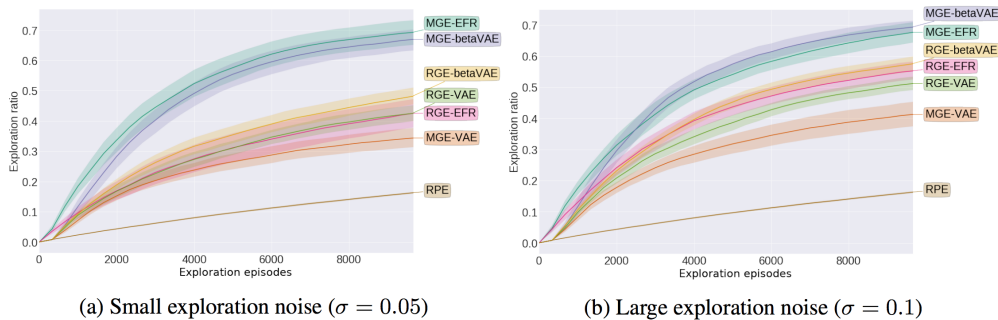 MGE-EFR
MGE-betaVAE
RGE-betaVAE
RGE-VAE
RGE-EFR
MGE-VAE
RPE
0.7
0.6
0.5
0.4
0.3
0.2
0.1
0.0
Exploration ratio
0
2000
4000
6000
8000
Exploration episodes
(a) Small exploration noise (σ = 0.05)
MGE-betaVAE
MGE-EFR
RGE-betaVAE
RGE-EFR
RGE-VAE
MGE-VAE
RPE
0.7
0.6
0.5
0.4
0.3
0.2
0.1
0.0
Exploration ratio
0
2000
4000
6000
8000
Exploration episodes
(b) Large exploration noise (σ = 0.1)